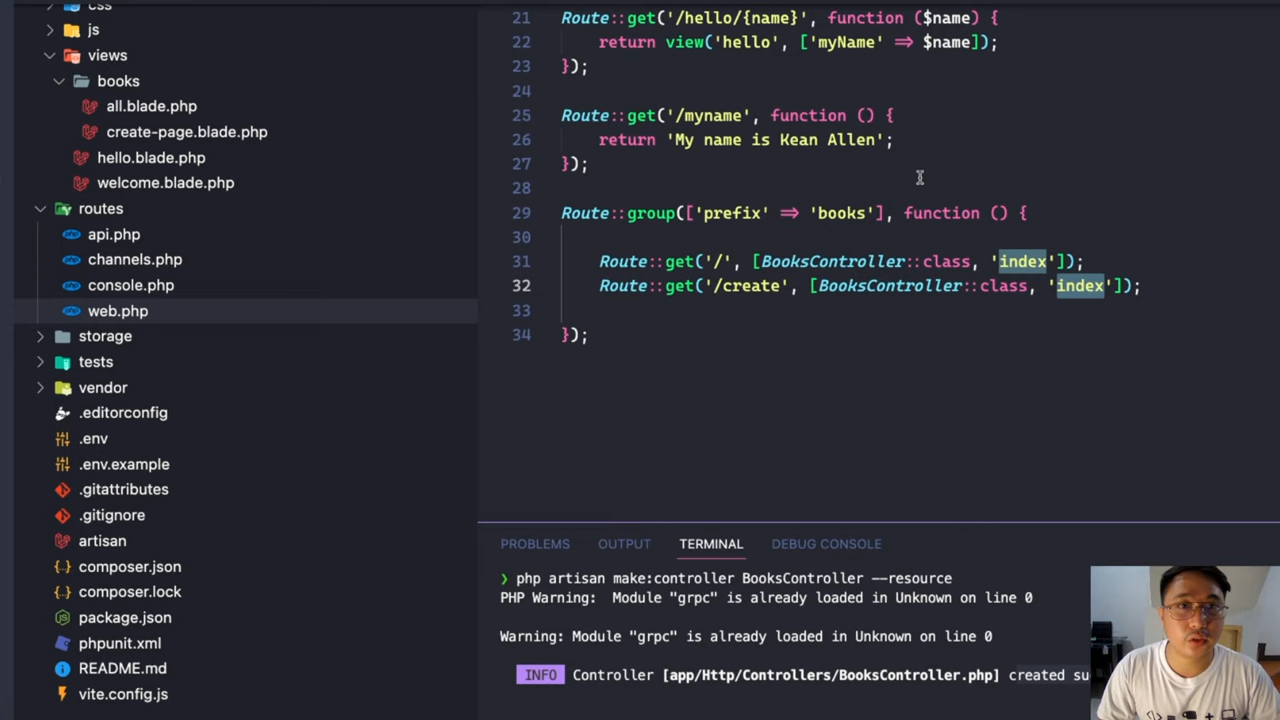 css
js
views
books
all.blade.php
create-page.blade.php
hello.blade.php
welcome.blade.php
routes
api.php
channels.php
console.php
web.php
storage
tests
vendor
.editorconfig
.env
.env.example
.gitattributes
.gitignore
artisan
composer.json
composer.lock
package.json
phpunit.xml
README.md
vite.config.js
21 Route::get('/hello/{name}', function ($name) {
22 return view('hello', ['myName' => $name]);
23 });
24
25 Route::get('/myname', function () {
26 return 'My name is Kean Allen';
27 });
28
29 Route::group(['prefix' => 'books'], function () {
30
31 Route::get('/', [BooksController::class, 'index']);
32 Route::get('/create', [BooksController::class, 'index']);
33
34 });
PROBLEMS OUTPUT TERMINAL DEBUG CONSOLE
❯ php artisan make:controller BooksController --resource
PHP Warning: Module "grpc" is already loaded in Unknown on line 0
Warning: Module "grpc" is already loaded in Unknown on line 0
INFO Controller [app/Http/Controllers/BooksController.php] created su